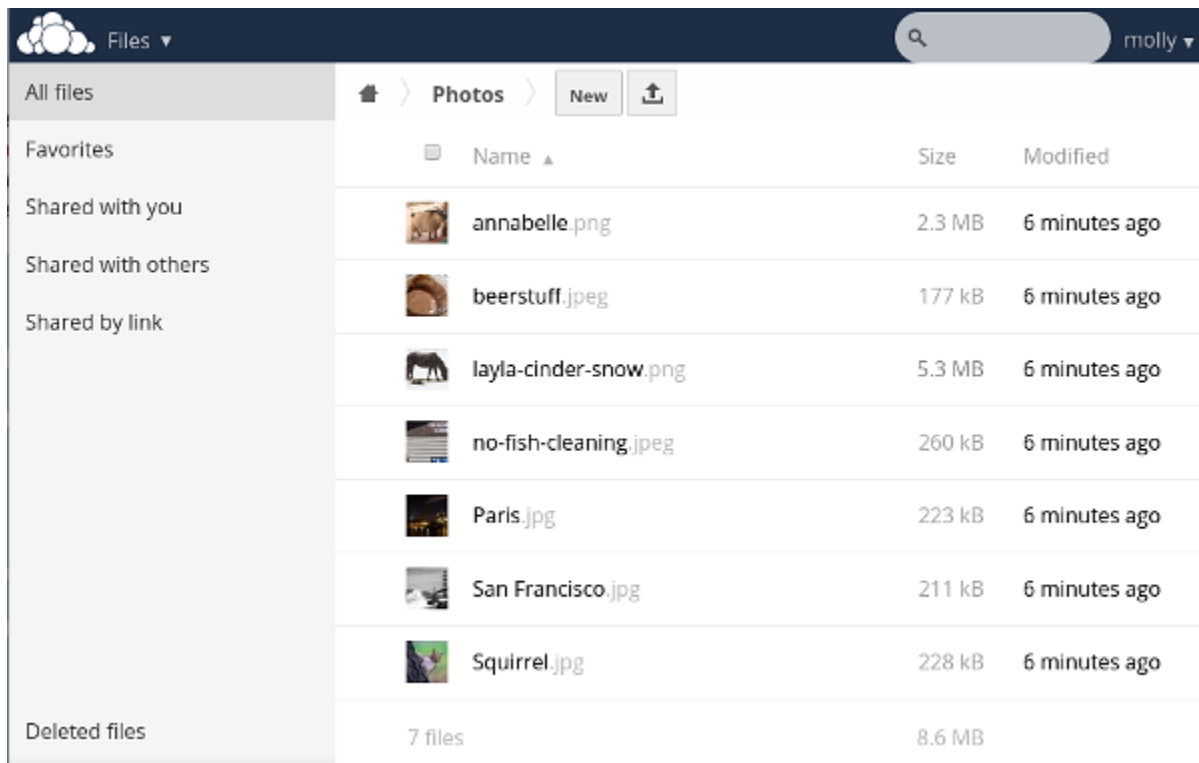 Files ▾ molly ▾
All files
Favorites
Shared with you
Shared with others
Shared by link
Deleted files
Photos New
Name ▴ Size Modified
annabelle.png 2.3 MB 6 minutes ago
beerstuff.jpeg 177 kB 6 minutes ago
layla-cinder-snow.png 5.3 MB 6 minutes ago
no-fish-cleaning.jpeg 260 kB 6 minutes ago
Paris.jpg 223 kB 6 minutes ago
San Francisco.jpg 211 kB 6 minutes ago
Squirrel.jpg 228 kB 6 minutes ago
7 files 8.6 MB